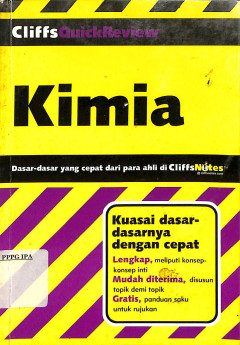 CliffsQuickReview
Kimia
Dasar-dasar yang cepat dari para ahli di CliffsNotes™
Kuasai dasar-
dasarnya
dengan cepat
Lengkap, meliputi konsep-
konsep inti
Mudah diterima, disusun
topik demi topik
Gratis, panduan saku
untuk rujukan
PPPG IPA